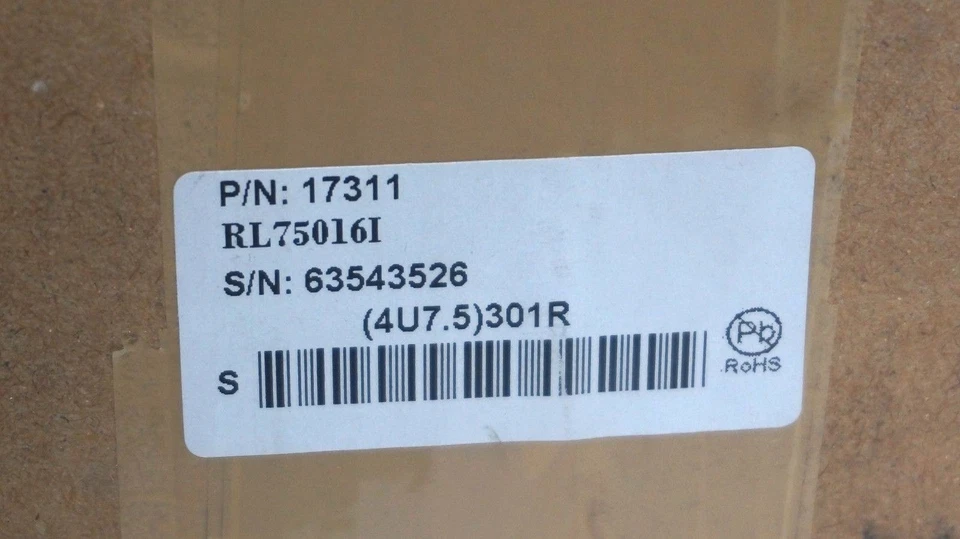 P/N: 17311
RL75016I
S/N: 63543526
(4U7.5)301R
S
Pb
RoHS